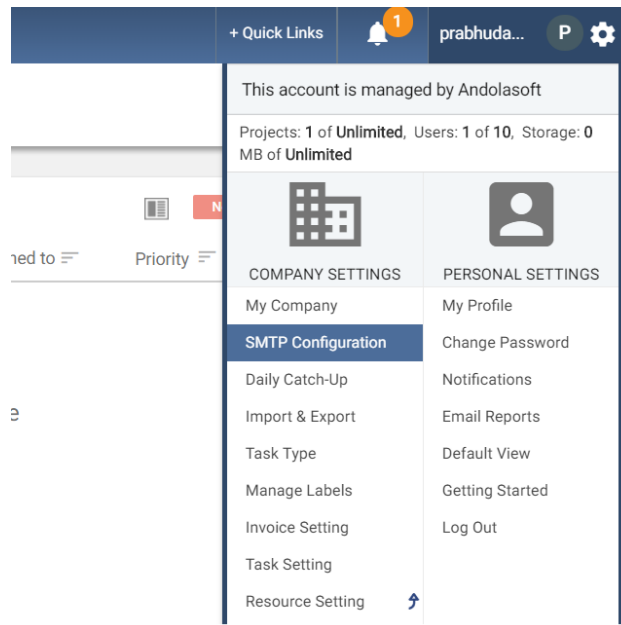 + Quick Links
1
prabhuda...
P
This account is managed by Andolasoft
Projects: 1 of Unlimited, Users: 1 of 10, Storage: 0
MB of Unlimited
N
ned to
Priority
COMPANY SETTINGS
PERSONAL SETTINGS
My Company
My Profile
SMTP Configuration
Change Password
Daily Catch-Up
Notifications
e
Import & Export
Email Reports
Task Type
Default View
Manage Labels
Getting Started
Invoice Setting
Log Out
Task Setting
Resource Setting